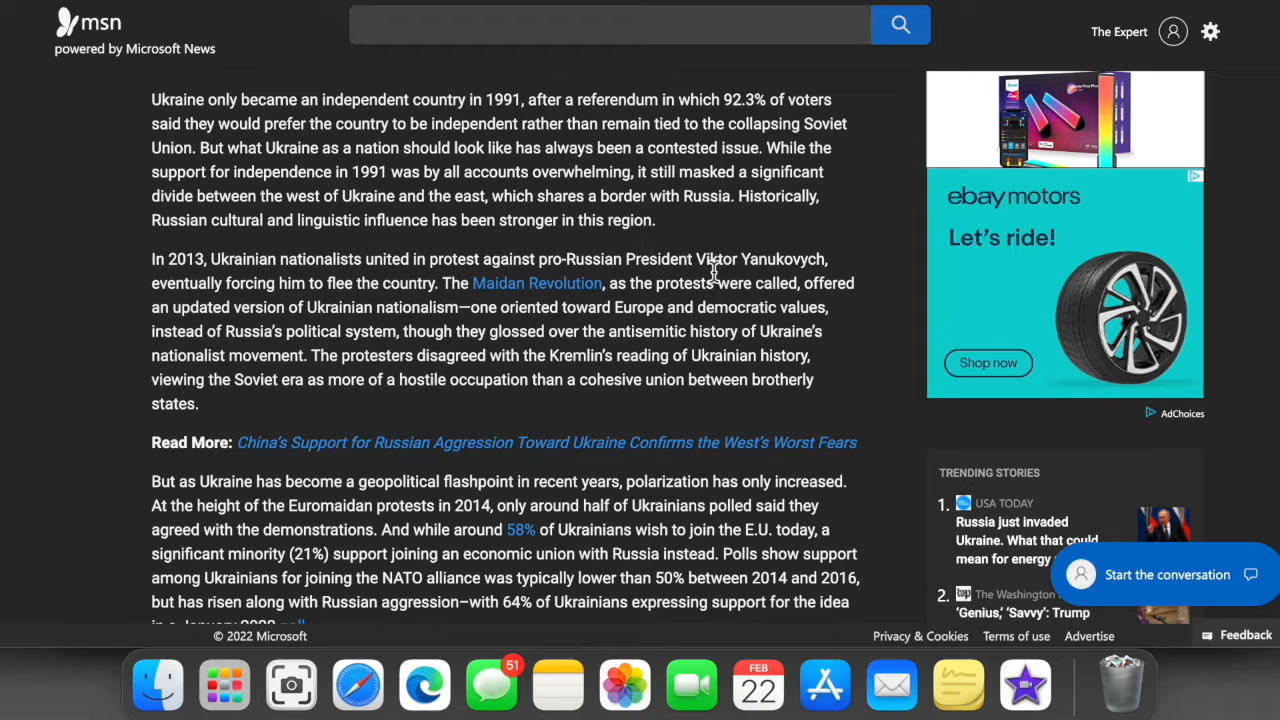 msn
powered by Microsoft News
The Expert
Ukraine only became an independent country in 1991, after a referendum in which 92.3% of voters
said they would prefer the country to be independent rather than remain tied to the collapsing Soviet
Union. But what Ukraine as a nation should look like has always been a contested issue. While the
support for independence in 1991 was by all accounts overwhelming, it still masked a significant
divide between the west of Ukraine and the east, which shares a border with Russia. Historically,
Russian cultural and linguistic influence has been stronger in this region.
In 2013, Ukrainian nationalists united in protest against pro-Russian President Viktor Yanukovych,
eventually forcing him to flee the country. The Maidan Revolution, as the protests were called, offered
an updated version of Ukrainian nationalism—one oriented toward Europe and democratic values,
instead of Russia's political system, though they glossed over the antisemitic history of Ukraine's
nationalist movement. The protesters disagreed with the Kremlin's reading of Ukrainian history,
viewing the Soviet era as more of a hostile occupation than a cohesive union between brotherly
states.
Read More: China's Support for Russian Aggression Toward Ukraine Confirms the West's Worst Fears
But as Ukraine has become a geopolitical flashpoint in recent years, polarization has only increased.
At the height of the Euromaidan protests in 2014, only around half of Ukrainians polled said they
agreed with the demonstrations. And while around 58% of Ukrainians wish to join the E.U. today, a
significant minority (21%) support joining an economic union with Russia instead. Polls show support
among Ukrainians for joining the NATO alliance was typically lower than 50% between 2014 and 2016,
but has risen along with Russian aggression–with 64% of Ukrainians expressing support for the idea
in a January 2022 poll
ebay motors
Let's ride!
Shop now
AdChoices
TRENDING STORIES
1.
USA TODAY
Russia just invaded
Ukraine. What that could
mean for energy
Start the conversation
2.
The Washington
'Genius,' 'Savvy': Trump
© 2022 Microsoft
Privacy & Cookies
Terms of use
Advertise
Feedback
51
FEB
22